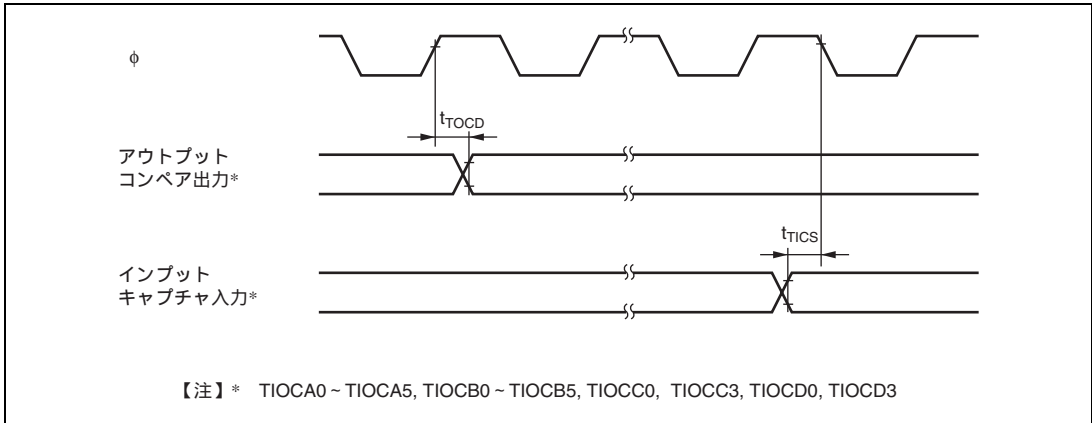 φ
tTOCD
アウトプット
コンペア出力*
tTICS
インプット
キャプチャ入力*
【注】* TIOCA0 ~ TIOCA5, TIOCB0 ~ TIOCB5, TIOCC0, TIOCC3, TIOCD0, TIOCD3